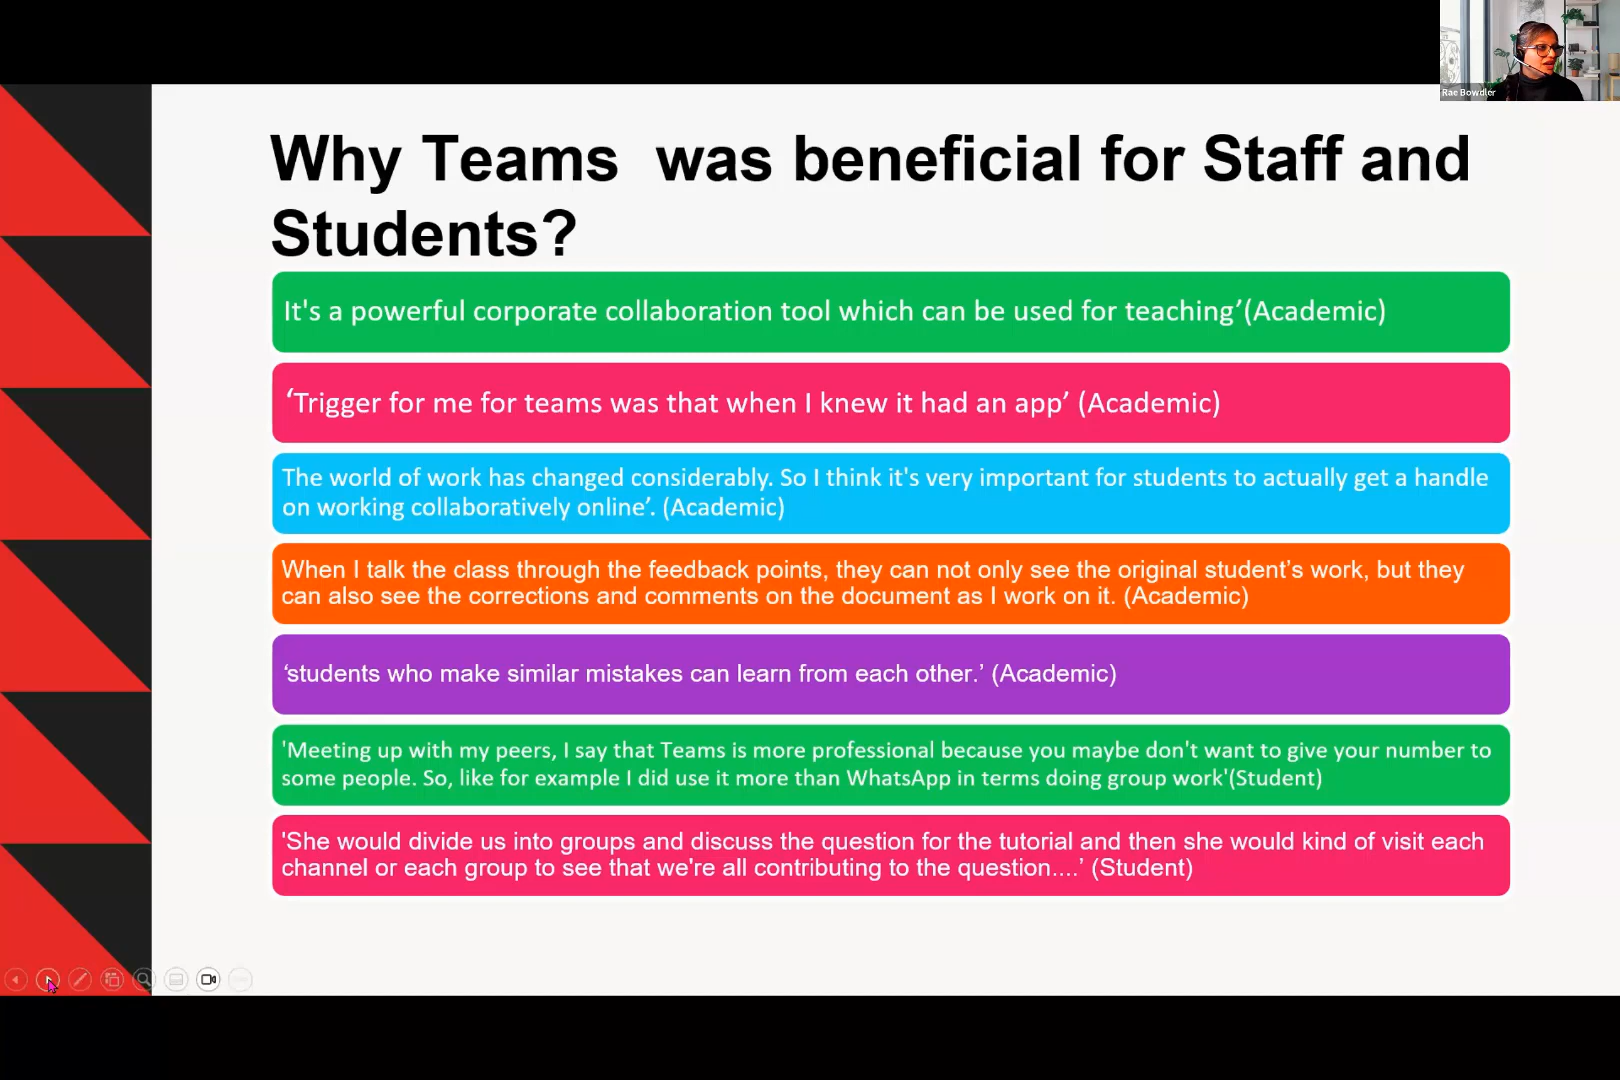 Rae Bowdler
Why Teams  was beneficial for Staff and
Students?
It's a powerful corporate collaboration tool which can be used for teaching’(Academic)
‘Trigger for me for teams was that when I knew it had an app’ (Academic)
The world of work has changed considerably. So I think it's very important for students to actually get a handle
on working collaboratively online’. (Academic)
When I talk the class through the feedback points, they can not only see the original student’s work, but they
can also see the corrections and comments on the document as I work on it. (Academic)
‘students who make similar mistakes can learn from each other.’ (Academic)
'Meeting up with my peers, I say that Teams is more professional because you maybe don't want to give your number to
some people. So, like for example I did use it more than WhatsApp in terms doing group work'(Student)
'She would divide us into groups and discuss the question for the tutorial and then she would kind of visit each
channel or each group to see that we're all contributing to the question....’ (Student)